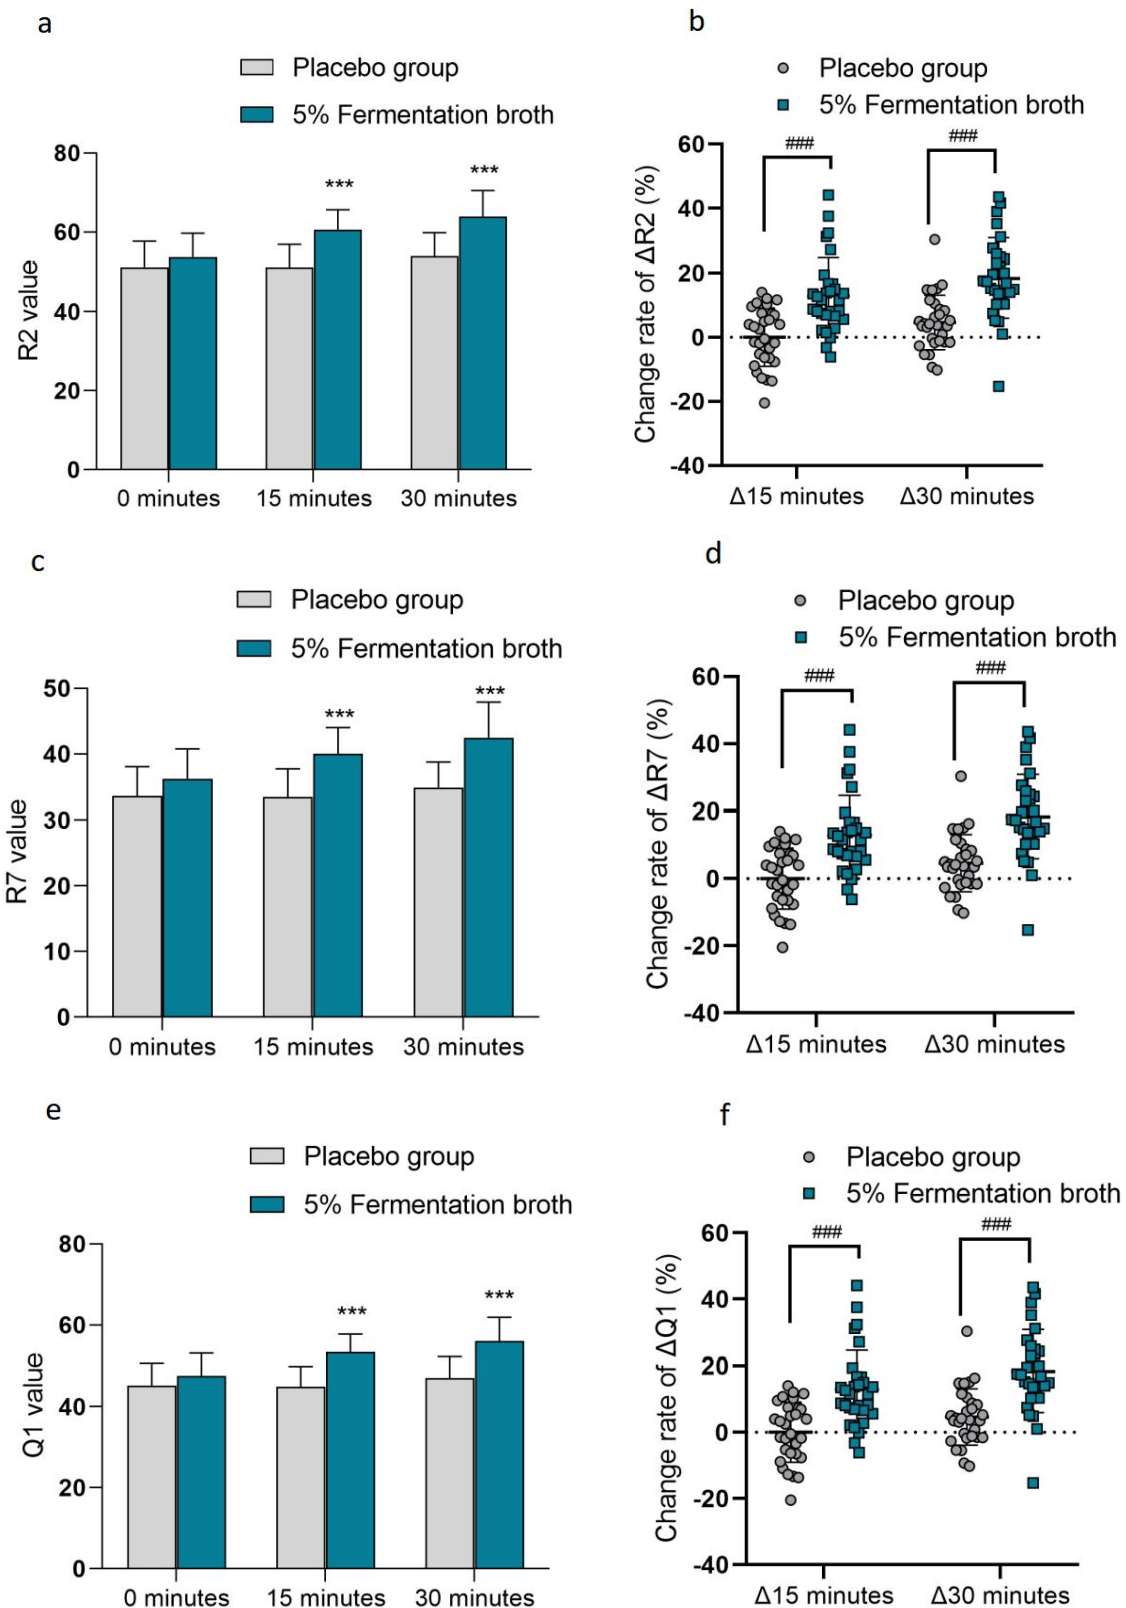 a
Placebo group
5% Fermentation broth
R2 value
80
60
40
20
0
***
***
0 minutes
15 minutes
30 minutes
b
Placebo group
5% Fermentation broth
Change rate of ΔR2 (%)
60
40
20
0
-20
-40
###
###
Δ15 minutes
Δ30 minutes
c
Placebo group
5% Fermentation broth
R7 value
50
40
30
20
10
0
***
***
0 minutes
15 minutes
30 minutes
d
Placebo group
5% Fermentation broth
Change rate of ΔR7 (%)
60
40
20
0
-20
-40
###
###
Δ15 minutes
Δ30 minutes
e
Placebo group
5% Fermentation broth
Q1 value
80
60
40
20
0
***
***
0 minutes
15 minutes
30 minutes
f
Placebo group
5% Fermentation broth
Change rate of ΔQ1 (%)
60
40
20
0
-20
-40
###
###
Δ15 minutes
Δ30 minutes